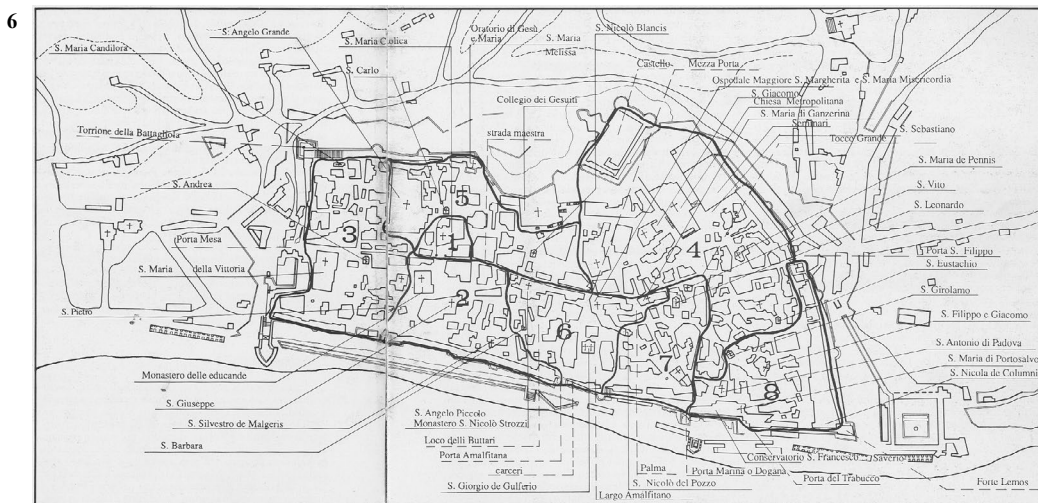 6
S. Angelo Grande
S. Maria Candilora
S. Maria Catolica
S. Carlo
Oratorio di Gesù
e Maria
S. Maria
Melissa
S. Nicolò Blancis
Castello
Mezza Porta
Ospedale Maggiore S. Margherita e S. Maria Misericordia
S. Giacomo
Chiesa Metropolitana
S. Maria di Ganzerina
Seminari
Tocco Grande
S. Sebastiano
Collegio dei Gesuiti
strada maestra
Torrione della Battaghola
S. Andrea
Porta Mesa
S. Maria della Vittoria
S. Pietro
S. Maria de Pennis
S. Vito
S. Leonardo
Porta S. Filippo
S. Eustachio
S. Girolamo
S. Filippo e Giacomo
S. Antonio di Padova
S. Maria di Portosalvo
S. Nicola de Columni
1
2
3
4
5
6
7
8
Monastero delle educande
S. Giuseppe
S. Silvestro de Malgeris
S. Barbara
S. Angelo Piccolo
Monastero S. Nicolò Strozzi
Loco delli Buttari
Porta Amalfitana
carceri
S. Giorgio de Gulferio
Largo Amalfitano
S. Nicolò del Pozzo
Palma
Porta Marina o Dogana
Conservatorio S. Francesco Saverio
Porta del Trabucco
Forte Lemos